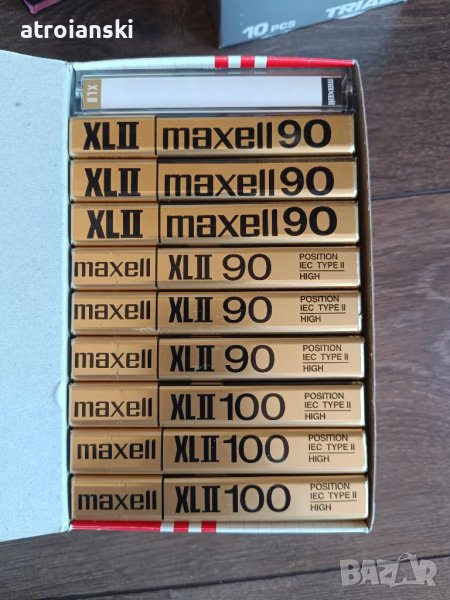 atroianski
10 PCS TRIAD
XLII maxell
XLII maxell 90
XLII maxell 90
XLII maxell 90
maxell XLII 90 POSITION
IEC TYPE II
HIGH
maxell XLII 90 POSITION
IEC TYPE II
HIGH
maxell XLII 90 POSITION
IEC TYPE II
HIGH
maxell XLII 100 POSITION
IEC TYPE II
HIGH
maxell XLII 100 POSITION
IEC TYPE II
HIGH
maxell XLII 100 POSITION
IEC TYPE II
HIGH
BAZAR